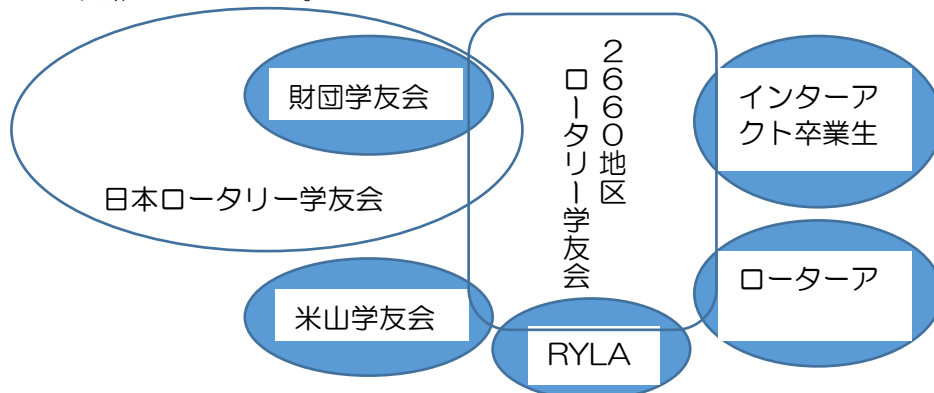 財団学友会
日本ロータリー学友会
米山学友会
2660地区
ロータリー学友会
RYLA
インターア
クト卒業生
ローターア